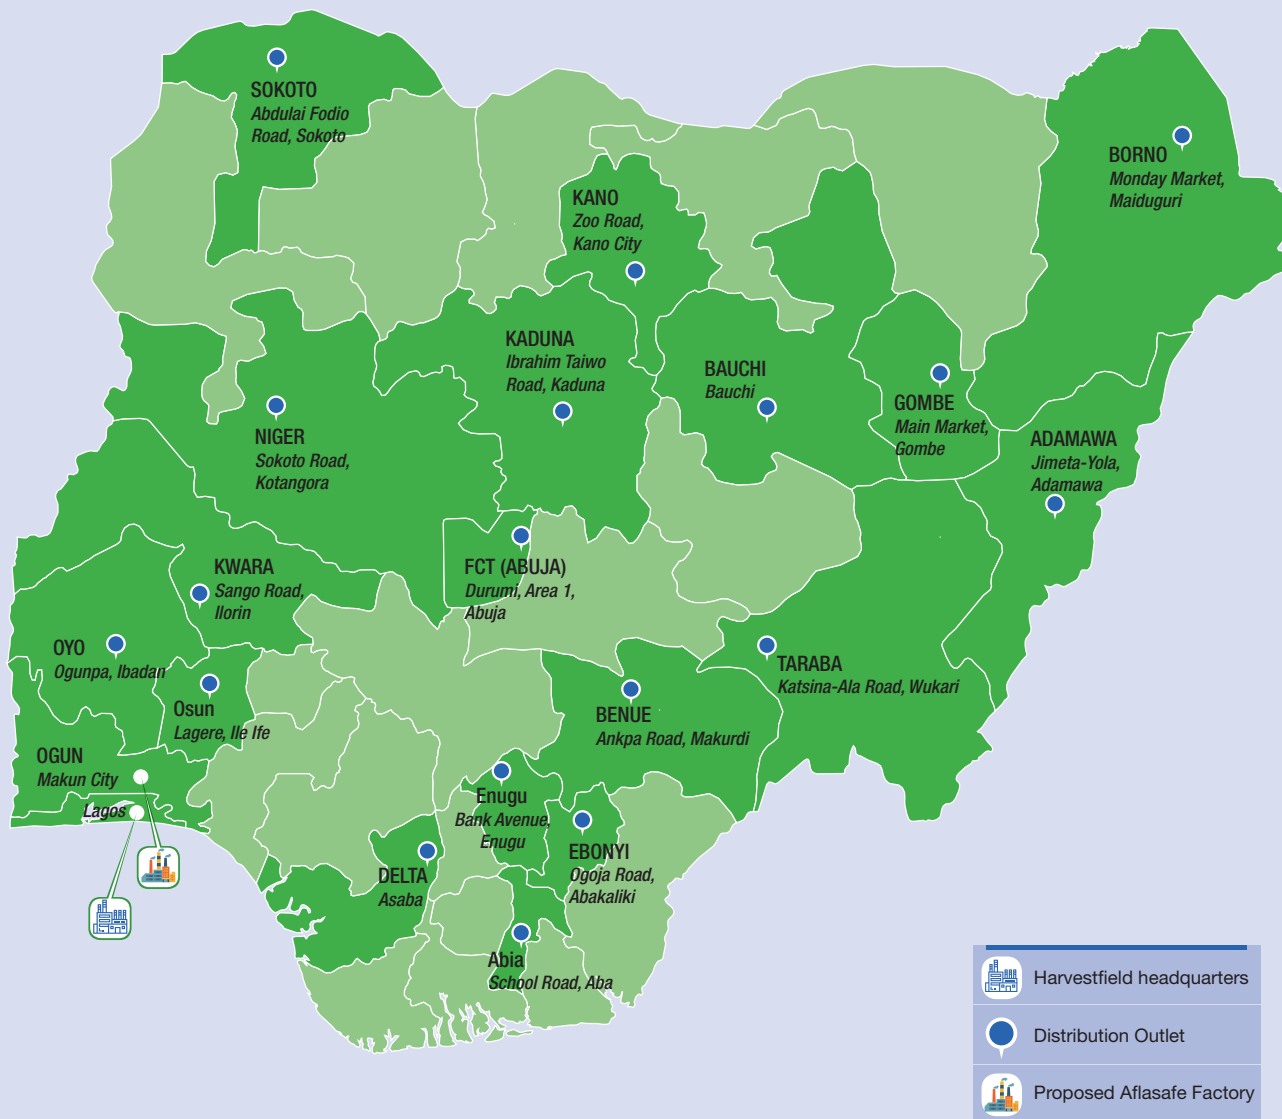 SOKOTO
Abdulai Fodio
Road, Sokoto
BORNO
Monday Market,
Maiduguri
KANO
Zoo Road,
Kano City
KADUNA
Ibrahim Taiwo
Road, Kaduna
BAUCHI
Bauchi
GOMBE
Main Market,
Gombe
NIGER
Sokoto Road,
Kotangora
ADAMAWA
Jimeta-Yola,
Adamawa
FCT (ABUJA)
Durumi, Area 1,
Abuja
KWARA
Sango Road,
Ilorin
OYO
Ogunpa, Ibadan
TARABA
Katsina-Ala Road, Wukari
Osun
Lagere, Ile Ife
BENUE
Ankpa Road, Makurdi
OGUN
Makun City
Lagos
Enugu
Bank Avenue,
Enugu
EBONYI
Ogoja Road,
Abakaliki
DELTA
Asaba
Abia
School Road, Aba
Harvestfield headquarters
Distribution Outlet
Proposed Aflasafe Factory